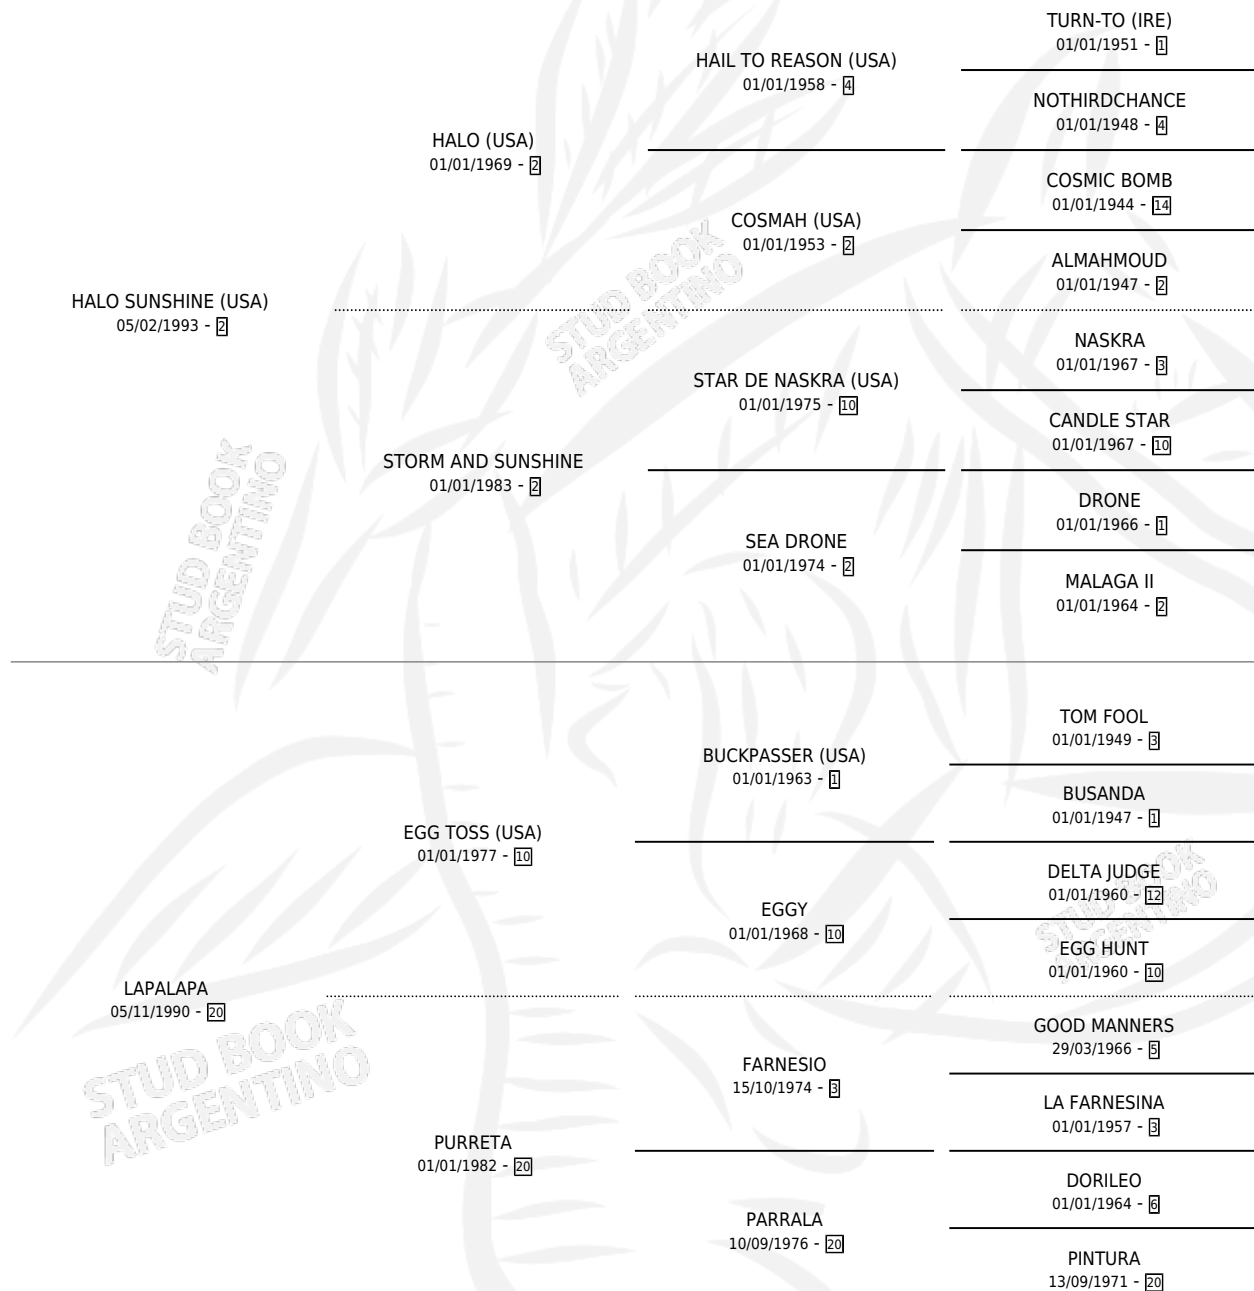 TURN-TO (IRE)
01/01/1951 - 1
HAIL TO REASON (USA)
01/01/1958 - 4
NOTHIRDCHANCE
01/01/1948 - 4
HALO (USA)
01/01/1969 - 2
COSMIC BOMB
01/01/1944 - 14
COSMAH (USA)
01/01/1953 - 2
ALMAHMOUD
01/01/1947 - 2
HALO SUNSHINE (USA)
05/02/1993 - 2
NASKRA
01/01/1967 - 3
STAR DE NASKRA (USA)
01/01/1975 - 10
CANDLE STAR
01/01/1967 - 10
STORM AND SUNSHINE
01/01/1983 - 2
DRONE
01/01/1966 - 1
SEA DRONE
01/01/1974 - 2
MALAGA II
01/01/1964 - 2
TOM FOOL
01/01/1949 - 3
BUCKPASSER (USA)
01/01/1963 - 1
BUSANDA
01/01/1947 - 1
EGG TOSS (USA)
01/01/1977 - 10
DELTA JUDGE
01/01/1960 - 12
EGGY
01/01/1968 - 10
EGG HUNT
01/01/1960 - 10
LAPALAPA
05/11/1990 - 20
GOOD MANNERS
29/03/1966 - 5
FARNESIO
15/10/1974 - 3
LA FARNESINA
01/01/1957 - 3
PURRETA
01/01/1982 - 20
DORILEO
01/01/1964 - 6
PARRALA
10/09/1976 - 20
PINTURA
13/09/1971 - 20
STUD BOOK
ARGENTINO
STUD BOOK
ARGENTINO
STUD BOOK
ARGENTINO
STUD BOOK
ARGENTINO